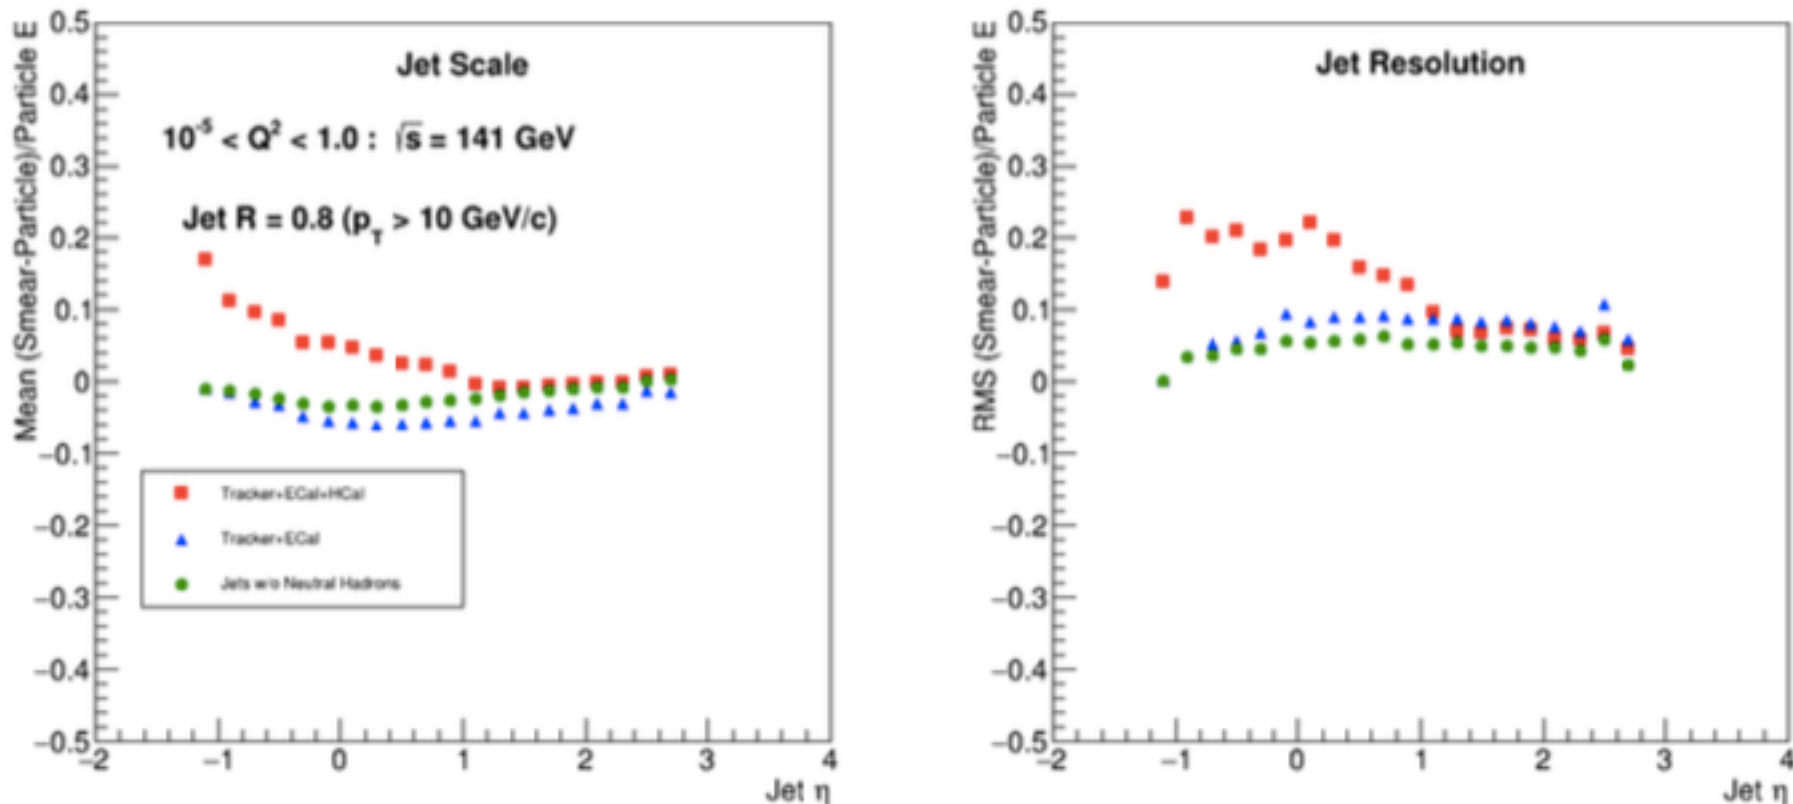 Mean (Smear-Particle)/Particle E
0.5
0.4
0.3
0.2
0.1
0
−0.1
−0.2
−0.3
−0.4
−0.5
Jet Scale
10⁻⁵ < Q² < 1.0 : √s = 141 GeV
Jet R = 0.8 (p_T > 10 GeV/c)
Tracker+ECal+HCal
Tracker+ECal
Jets w/o Neutral Hadrons
−2 −1 0 1 2 3 4
Jet η
RMS (Smear-Particle)/Particle E
0.5
0.4
0.3
0.2
0.1
0
−0.1
−0.2
−0.3
−0.4
−0.5
Jet Resolution
−2 −1 0 1 2 3 4
Jet η